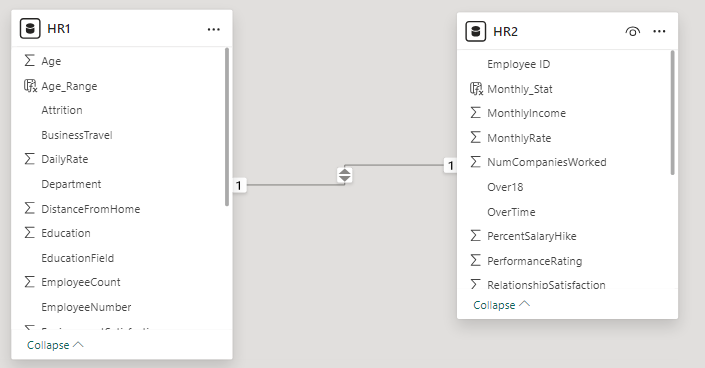 HR1
Age
Age_Range
Attrition
BusinessTravel
DailyRate
Department
DistanceFromHome
Education
EducationField
EmployeeCount
EmployeeNumber
Collapse
1
1
HR2
Employee ID
Monthly_Stat
MonthlyIncome
MonthlyRate
NumCompaniesWorked
Over18
OverTime
PercentSalaryHike
PerformanceRating
RelationshipSatisfaction
Collapse